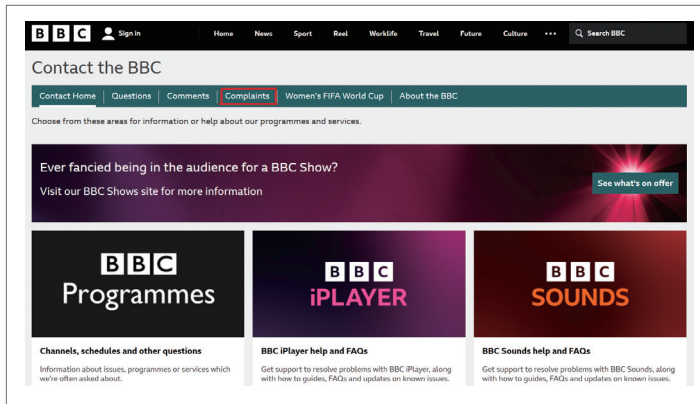 BBC Sign in Home News Sport Reel Worklife Travel Future Culture ••• Search BBC
Contact the BBC
Contact Home Questions Comments Complaints Women's FIFA World Cup About the BBC
Choose from these areas for information or help about our programmes and services.
Ever fancied being in the audience for a BBC Show?
Visit our BBC Shows site for more information
See what's on offer
BBC
Programmes
BBC
iPLAYER
BBC
SOUNDS
Channels, schedules and other questions
Information about issues, programmes or services which
we're often asked about.
BBC iPlayer help and FAQs
Get support to resolve problems with BBC iPlayer, along
with how to guides, FAQs and updates on known issues.
BBC Sounds help and FAQs
Get support to resolve problems with BBC Sounds, along
with how to guides, FAQs and updates on known issues.